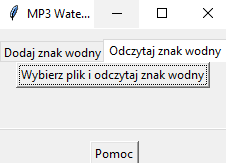 MP3 Wate...
Dodaj znak wodny Odczytaj znak wodny
Wybierz plik i odczytaj znak wodny
Pomoc